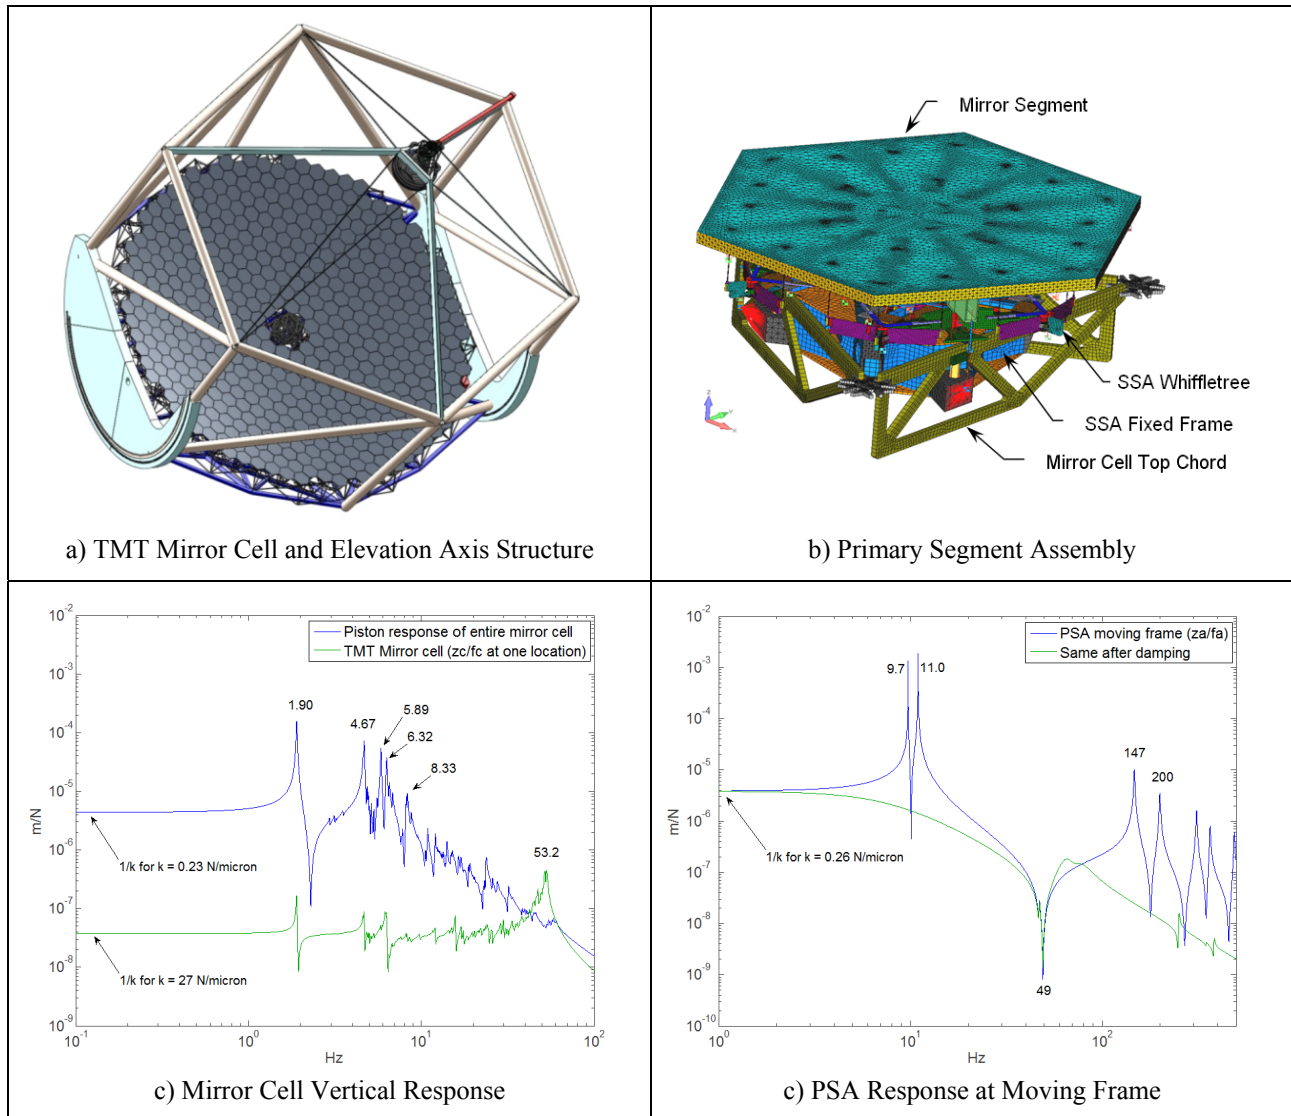 Mirror Segment
SSA Whiffletree
SSA Fixed Frame
Mirror Cell Top Chord
Z
Y
X
a) TMT Mirror Cell and Elevation Axis Structure
b) Primary Segment Assembly
10^-2
10^-3
10^-4
10^-5
10^-6
10^-7
10^-8
10^-9
m/N
Piston response of entire mirror cell
TMT Mirror cell (zc/fc at one location)
1.90
4.67
5.89
6.32
8.33
53.2
1/k for k = 0.23 N/micron
1/k for k = 27 N/micron
10^-1
10^0
10^1
10^2
Hz
c) Mirror Cell Vertical Response
10^-2
10^-3
10^-4
10^-5
10^-6
10^-7
10^-8
10^-9
10^-10
m/N
PSA moving frame (za/fa)
Same after damping
9.7
11.0
147
200
1/k for k = 0.26 N/micron
49
10^0
10^1
10^2
Hz
c) PSA Response at Moving Frame